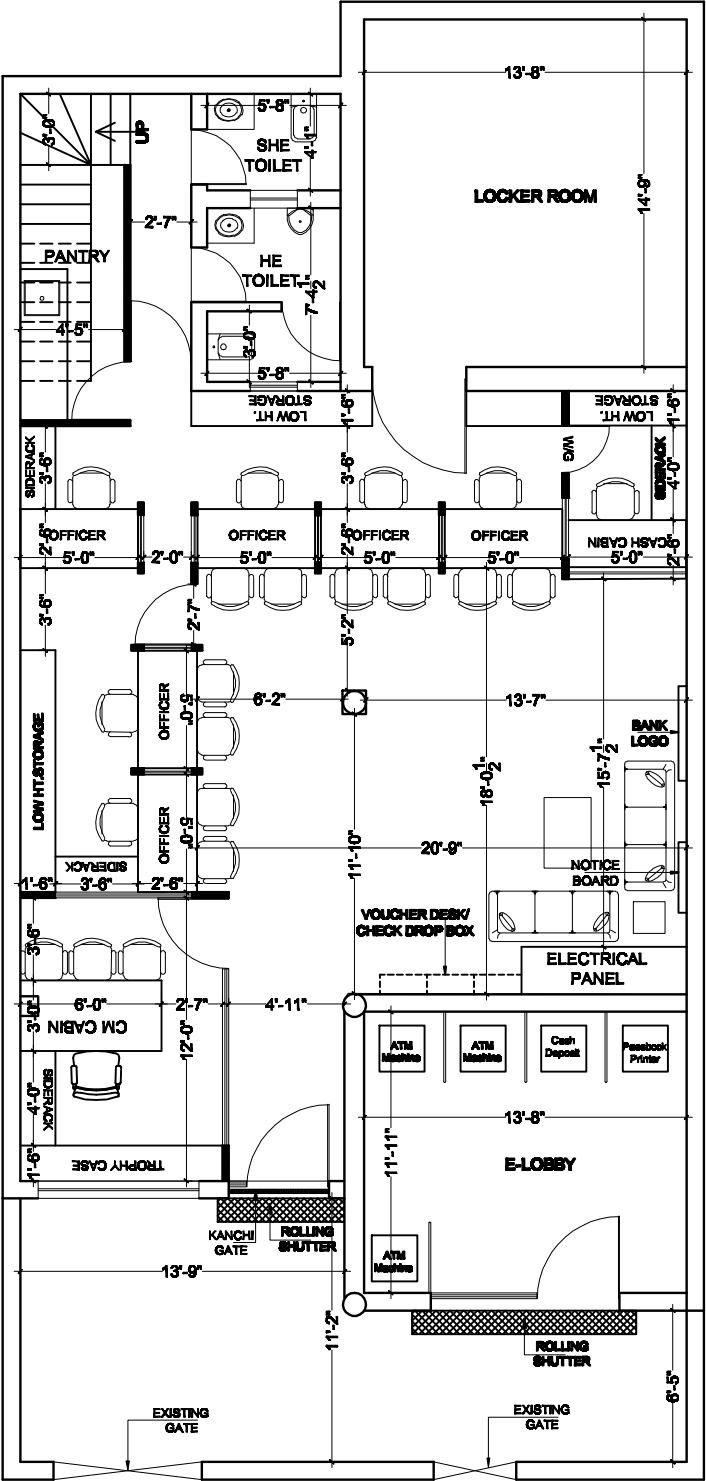 13'-8"
5'-8"
3'-0"
UP
4'-1"
SHE
TOILET
LOCKER ROOM
14'-9"
2'-7"
PANTRY
HE
TOILET
7'-4 1/2"
4'-5"
3'-0"
5'-8"
LOW HT.
STORAGE
1'-6"
LOW HT.
STORAGE
1'-6"
SIDERACK
3'-6"
3'-6"
W/G
SIDERACK
4'-0"
2'-6"
OFFICER
5'-0"
2'-0"
OFFICER
5'-0"
2'-6"
OFFICER
5'-0"
OFFICER
5'-0"
CASH CABIN
5'-0"
2'-6"
3'-6"
2'-7"
5'-2"
OFFICER
5'-0"
6'-2"
13'-7"
LOW HT.STORAGE
BANK
LOGO
18'-0 1/2"
15'-7 1/2"
OFFICER
5'-0"
11'-10"
20'-9"
SIDERACK
1'-6"
3'-6"
2'-6"
NOTICE
BOARD
VOUCHER DESK/
CHECK DROP BOX
3'-6"
ELECTRICAL
PANEL
6'-0"
2'-7"
4'-11"
3'-0"
CM CABIN
12'-0"
ATM
Machine
ATM
Machine
Cash
Deposit
Passbook
Printer
4'-0"
SIDERACK
13'-8"
11'-11"
E-LOBBY
1'-6"
TROPHY CASE
KANCHI
GATE
ROLLING
SHUTTER
ATM
Machine
13'-9"
11'-2"
ROLLING
SHUTTER
6'-5"
EXISTING
GATE
EXISTING
GATE